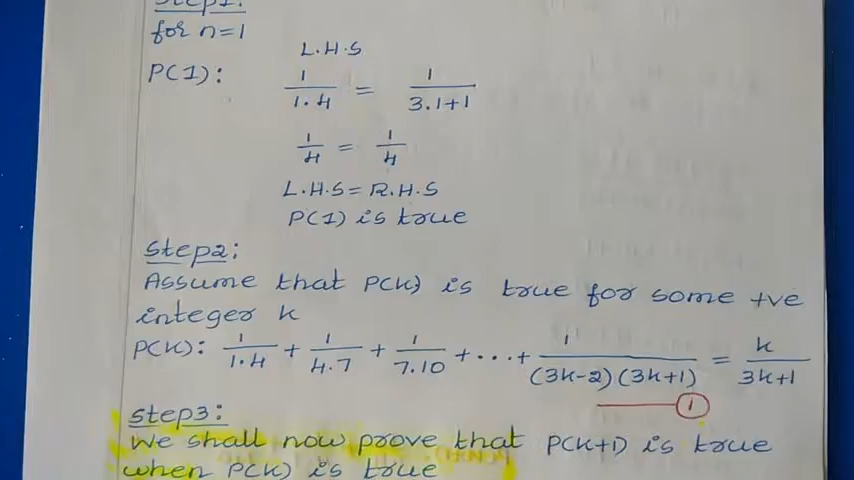 Step1:
for n=1
L.H.S
P(1): 1/1.4 = 1/3.1+1
1/4 = 1/4
L.H.S = R.H.S
P(1) is true
Step2:
Assume that P(k) is true for some +ve
integer k
P(k): 1/1.4 + 1/4.7 + 1/7.10 + ... + 1/(3k-2)(3k+1) = k/3k+1
1
Step3:
We shall now prove that P(k+1) is true
when P(k) is true